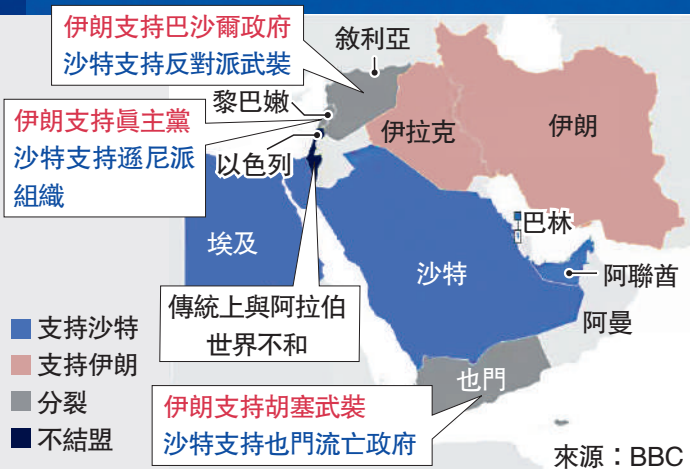 伊朗支持巴沙爾政府
沙特支持反對派武裝
敘利亞
黎巴嫩
伊朗支持眞主黨
沙特支持遜尼派
組織
以色列
伊拉克
伊朗
埃及
沙特
巴林
阿聯酋
阿曼
傳統上與阿拉伯
世界不和
支持沙特
支持伊朗
分裂
不結盟
也門
伊朗支持胡塞武裝
沙特支持也門流亡政府
來源：BBC